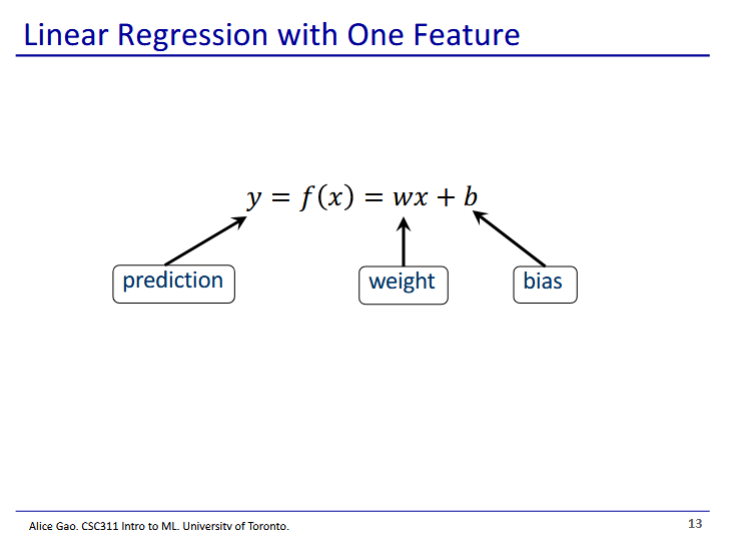 Linear Regression with One Feature
y = f(x) = wx + b
prediction
weight
bias
Alice Gao. CSC311 Intro to ML. University of Toronto.
13